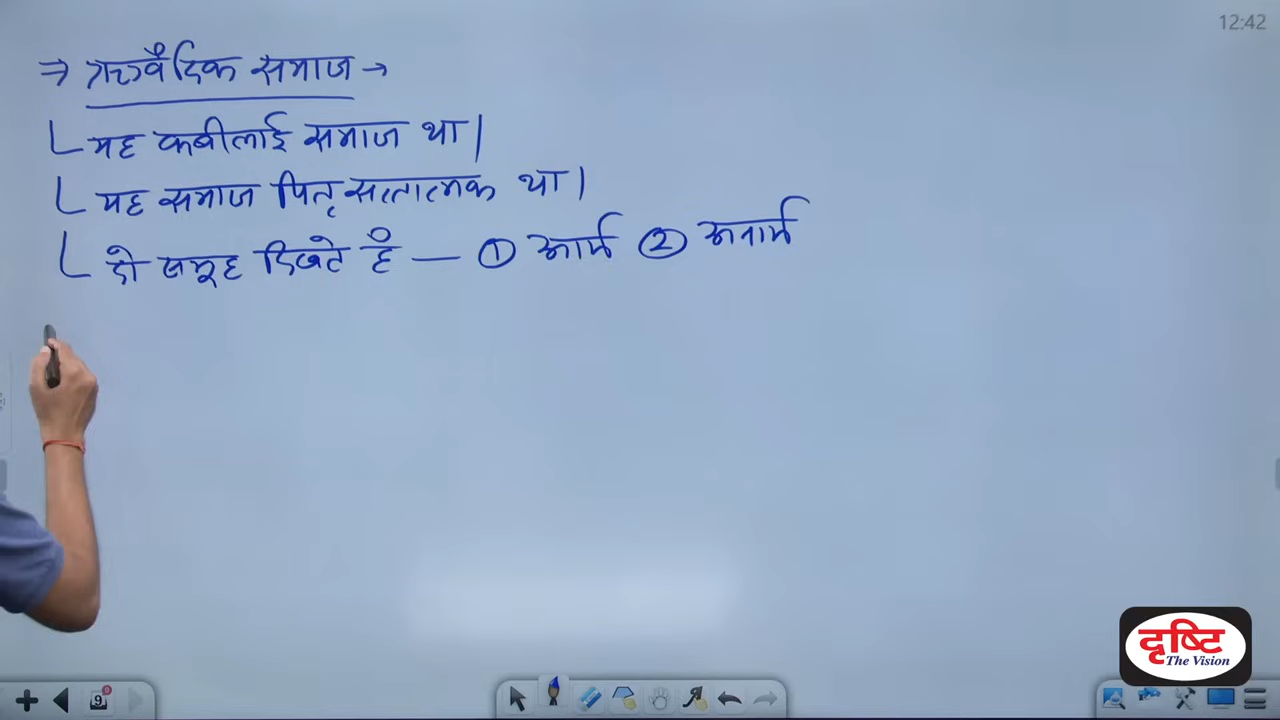 12:42
⇒ ऋग्वैदिक समाज →
यह कबीलाई समाज था।
यह समाज पितृसत्तात्मक था।
दो समूह दिखते हैं — ① आर्य ② अनार्य
दृष्टि
The Vision
9